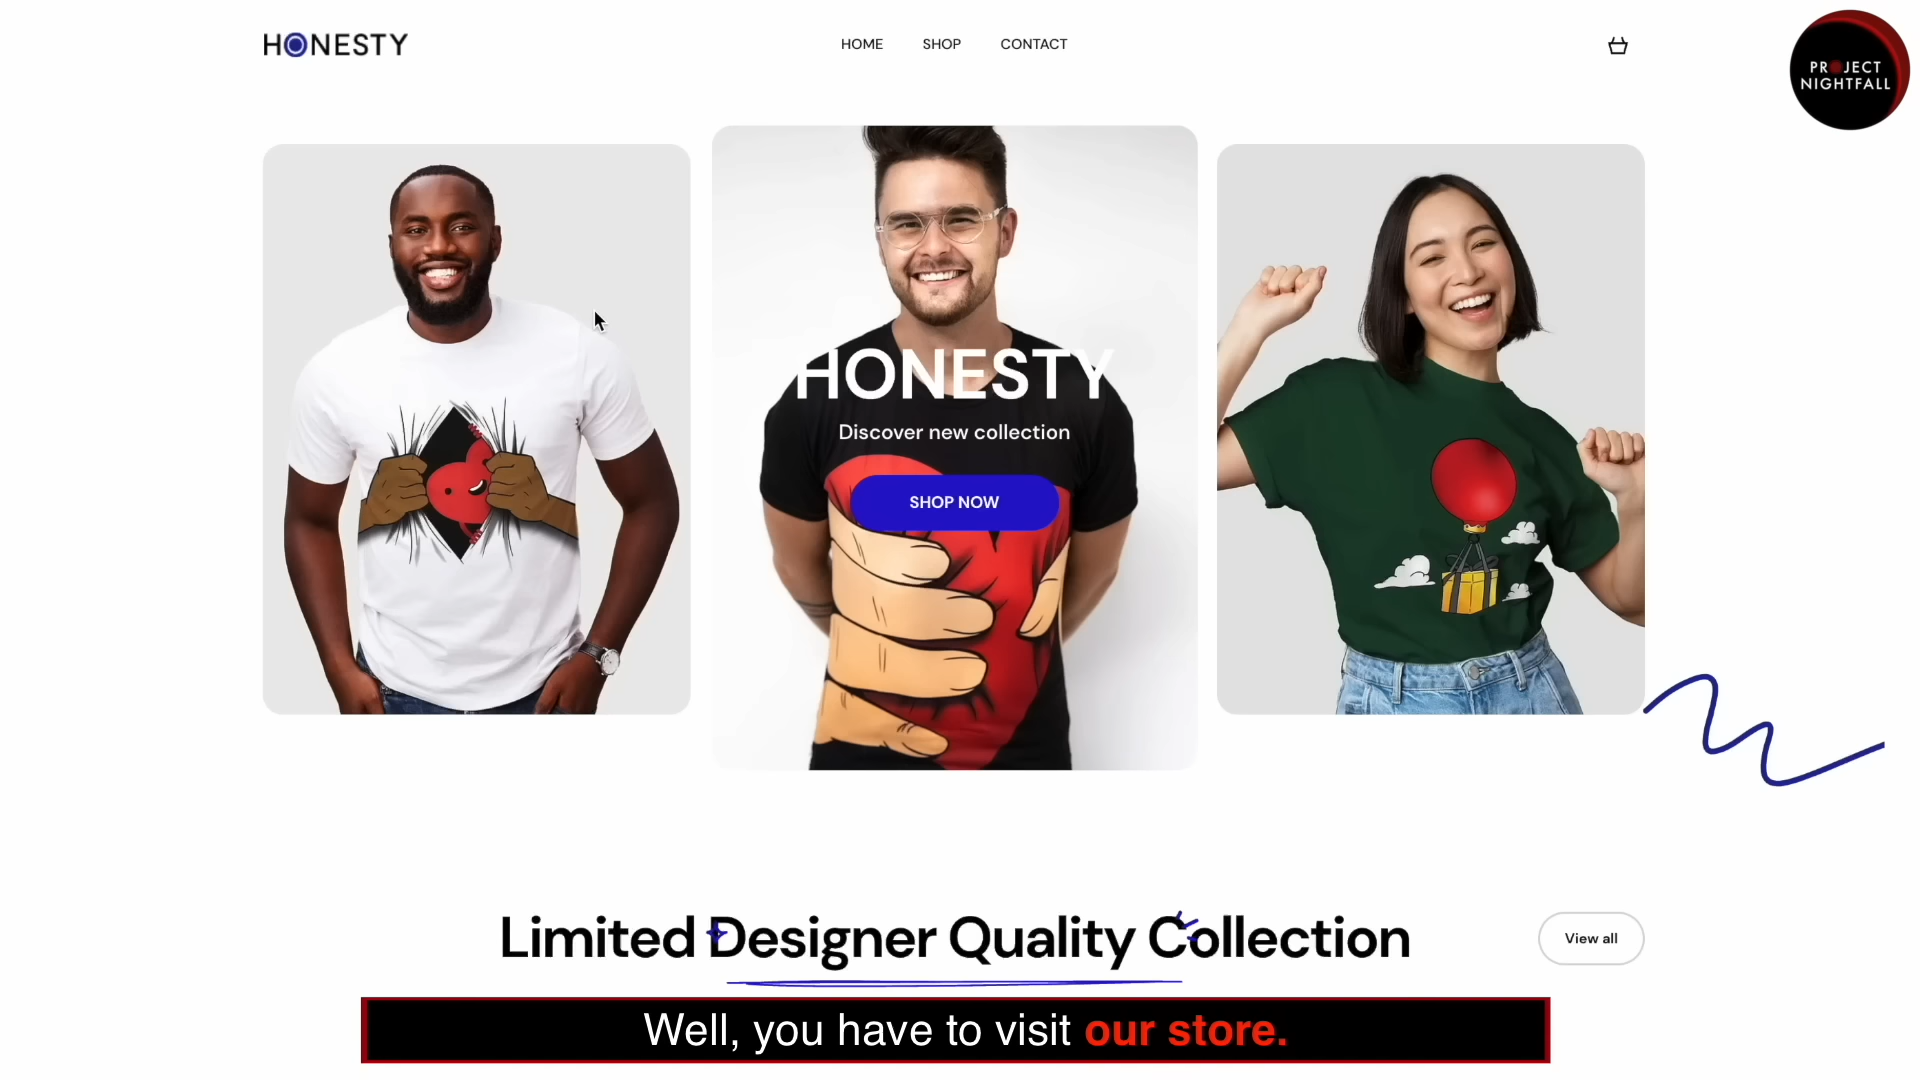 HONESTY
HOME SHOP CONTACT
PROJECT
NIGHTFALL
HONESTY
Discover new collection
SHOP NOW
Limited Designer Quality Collection
View all
Well, you have to visit our store.